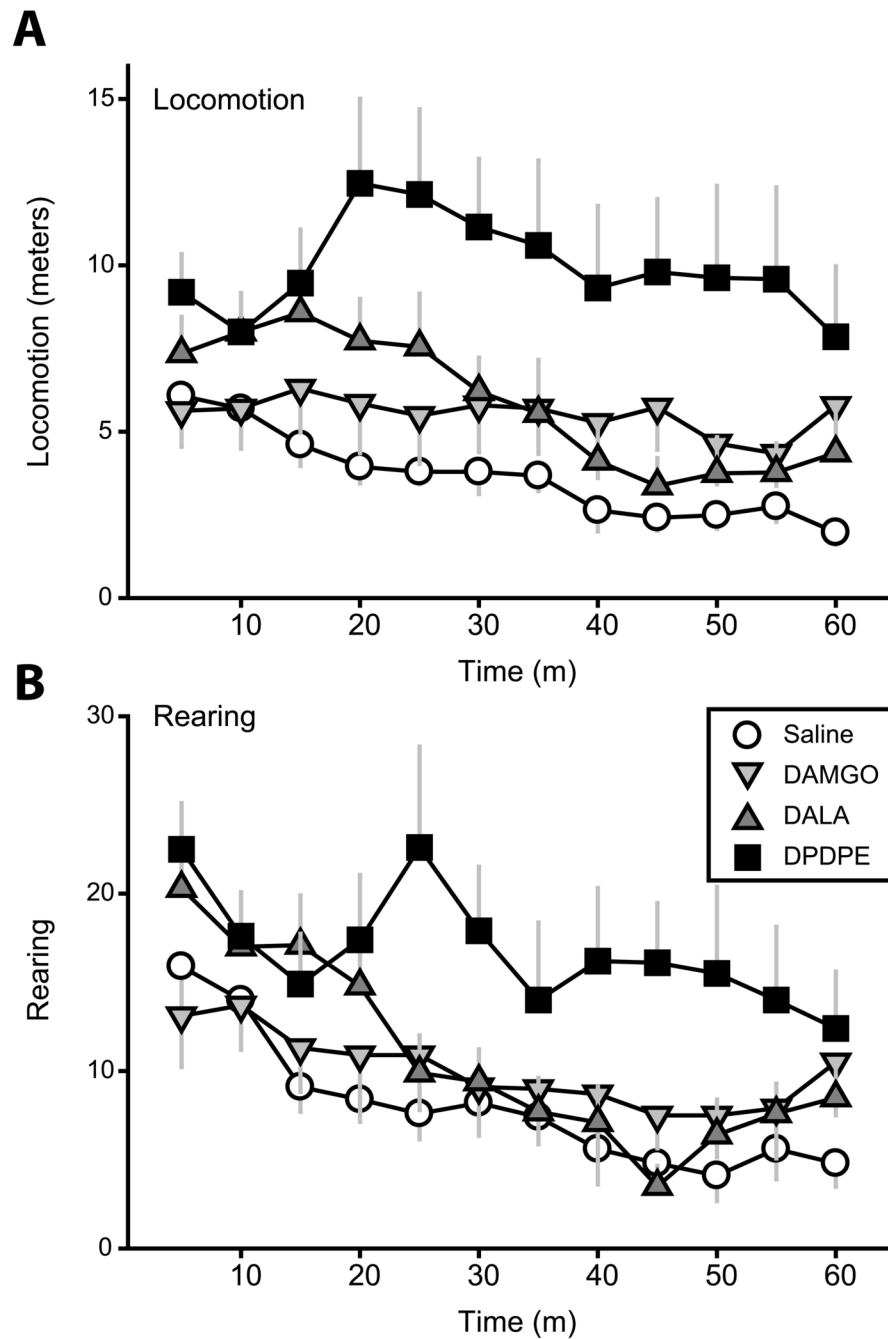 A
Locomotion
Locomotion (meters)
15
10
5
0
10 20 30 40 50 60
Time (m)
B
Rearing
Rearing
30
20
10
0
Saline
DAMGO
DALA
DPDPE
10 20 30 40 50 60
Time (m)